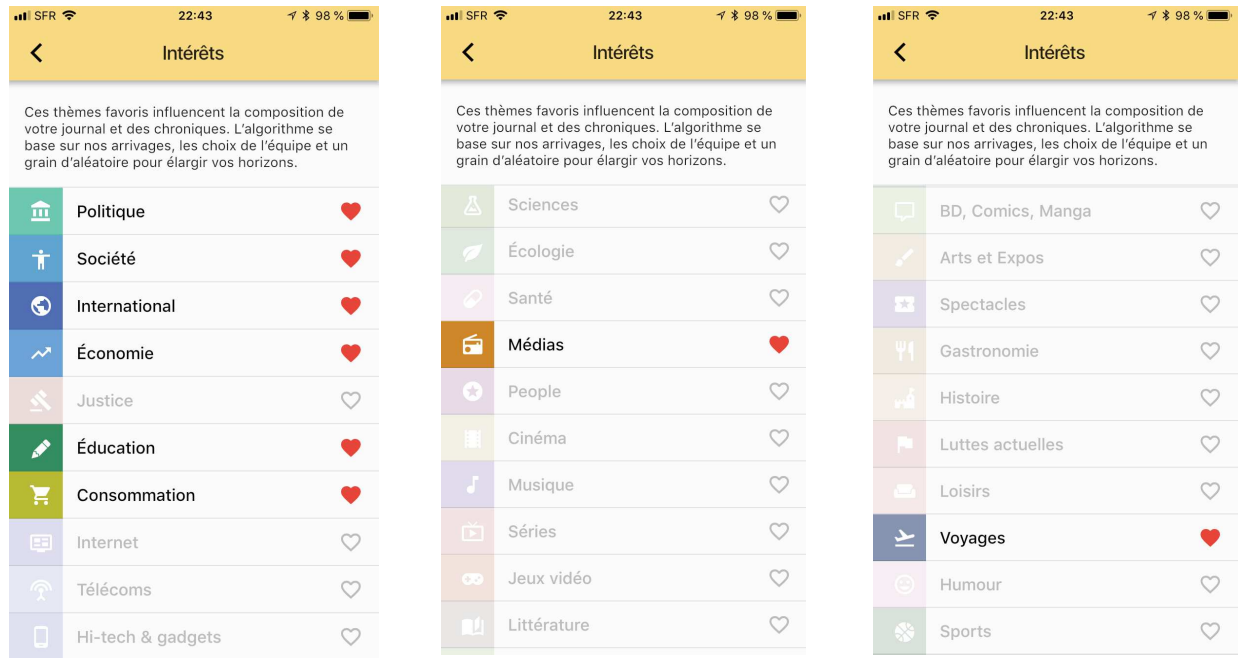 SFR 22:43 98 %
Intérêts
Ces thèmes favoris influencent la composition de
votre journal et des chroniques. L'algorithme se
base sur nos arrivages, les choix de l'équipe et un
grain d'aléatoire pour élargir vos horizons.
Politique
Société
International
Économie
Justice
Éducation
Consommation
Internet
Télécoms
Hi-tech & gadgets
SFR 22:43 98 %
Intérêts
Ces thèmes favoris influencent la composition de
votre journal et des chroniques. L'algorithme se
base sur nos arrivages, les choix de l'équipe et un
grain d'aléatoire pour élargir vos horizons.
Sciences
Écologie
Santé
Médias
People
Cinéma
Musique
Séries
Jeux vidéo
Littérature
SFR 22:43 98 %
Intérêts
Ces thèmes favoris influencent la composition de
votre journal et des chroniques. L'algorithme se
base sur nos arrivages, les choix de l'équipe et un
grain d'aléatoire pour élargir vos horizons.
BD, Comics, Manga
Arts et Expos
Spectacles
Gastronomie
Histoire
Luttes actuelles
Loisirs
Voyages
Humour
Sports